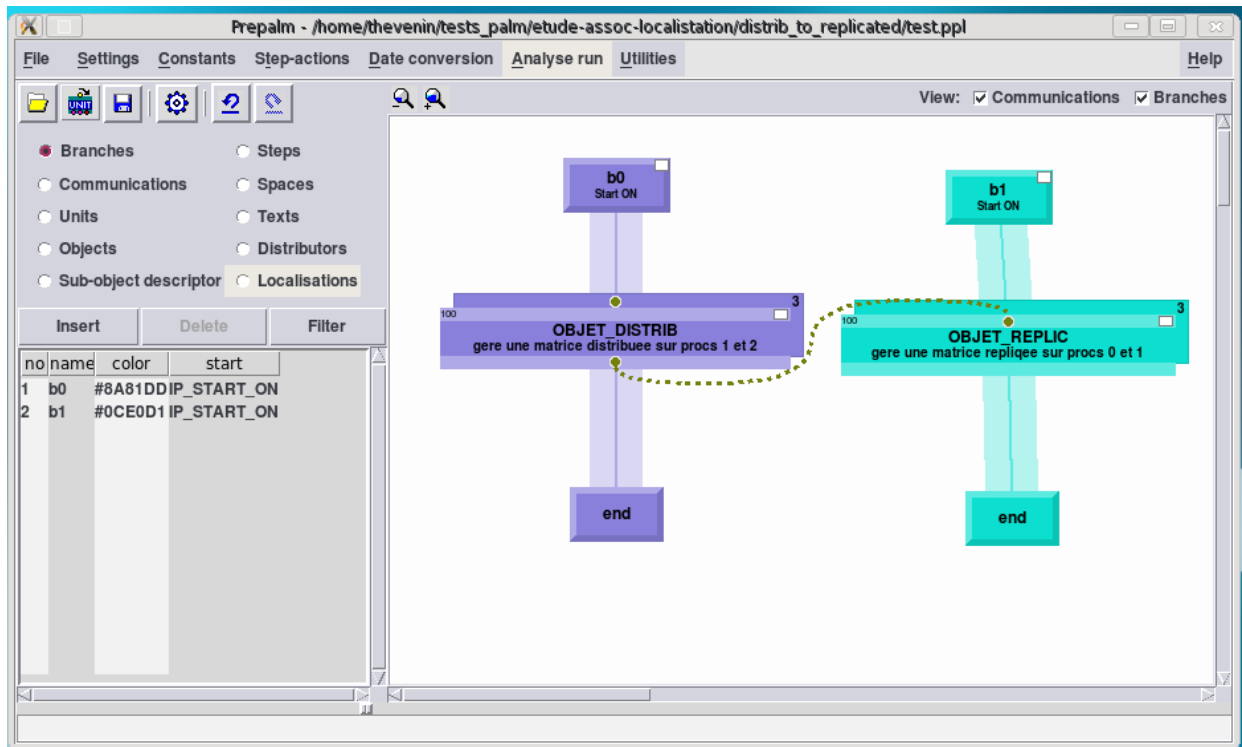 Prepalm - /home/thevenin/tests_palm/etude-assoc-localistation/distrib_to_replicated/test.ppl
File Settings Constants Step-actions Date conversion Analyse run Utilities Help
UNIT
View: Communications Branches
Branches Steps
Communications Spaces
Units Texts
Objects Distributors
Sub-object descriptor Localisations
Insert Delete Filter
no name color start
1 b0 #8A81DD IP_START_ON
2 b1 #0CE0D1 IP_START_ON
b0
Start ON
100
3
OBJET_DISTRIB
gere une matrice distribuee sur procs 1 et 2
end
b1
Start ON
100
3
OBJET_REPLIC
gere une matrice repliqee sur procs 0 et 1
end